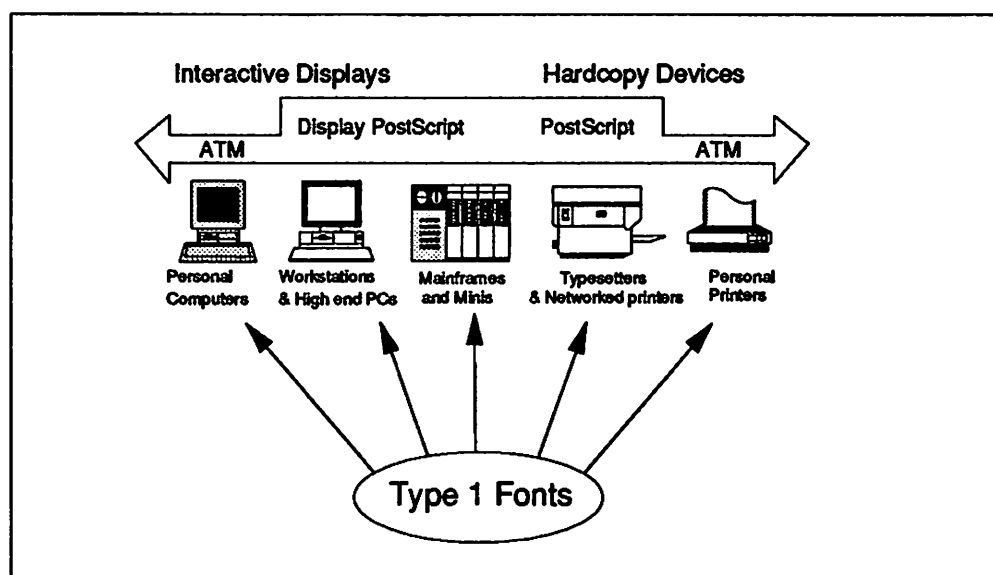 Interactive Displays
Hardcopy Devices
Display PostScript
PostScript
ATM
ATM
Personal
Computers
Workstations
& High end PCs
Mainframes
and Minis
Typesetters
& Networked printers
Personal
Printers
Type 1 Fonts